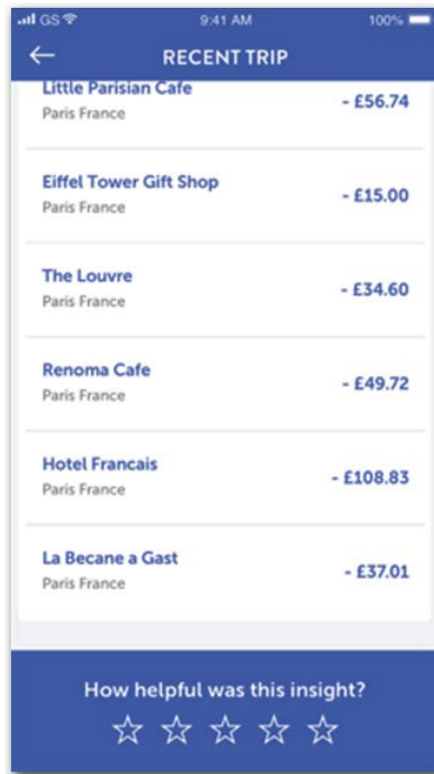 GS 9:41 AM 100%
RECENT TRIP
Little Parisian Cafe
Paris France
- £56.74
Eiffel Tower Gift Shop
Paris France
- £15.00
The Louvre
Paris France
- £34.60
Renoma Cafe
Paris France
- £49.72
Hotel Francais
Paris France
- £108.83
La Becane a Gast
Paris France
- £37.01
How helpful was this insight?